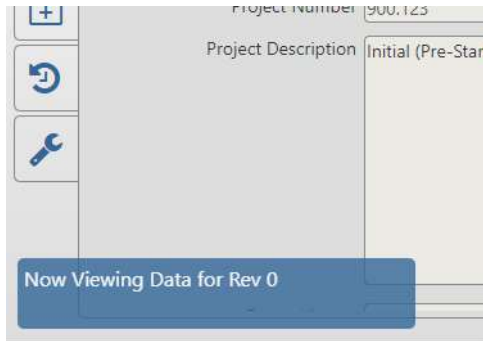 Project Number 900.123
Project Description Initial (Pre-Star
Now Viewing Data for Rev 0